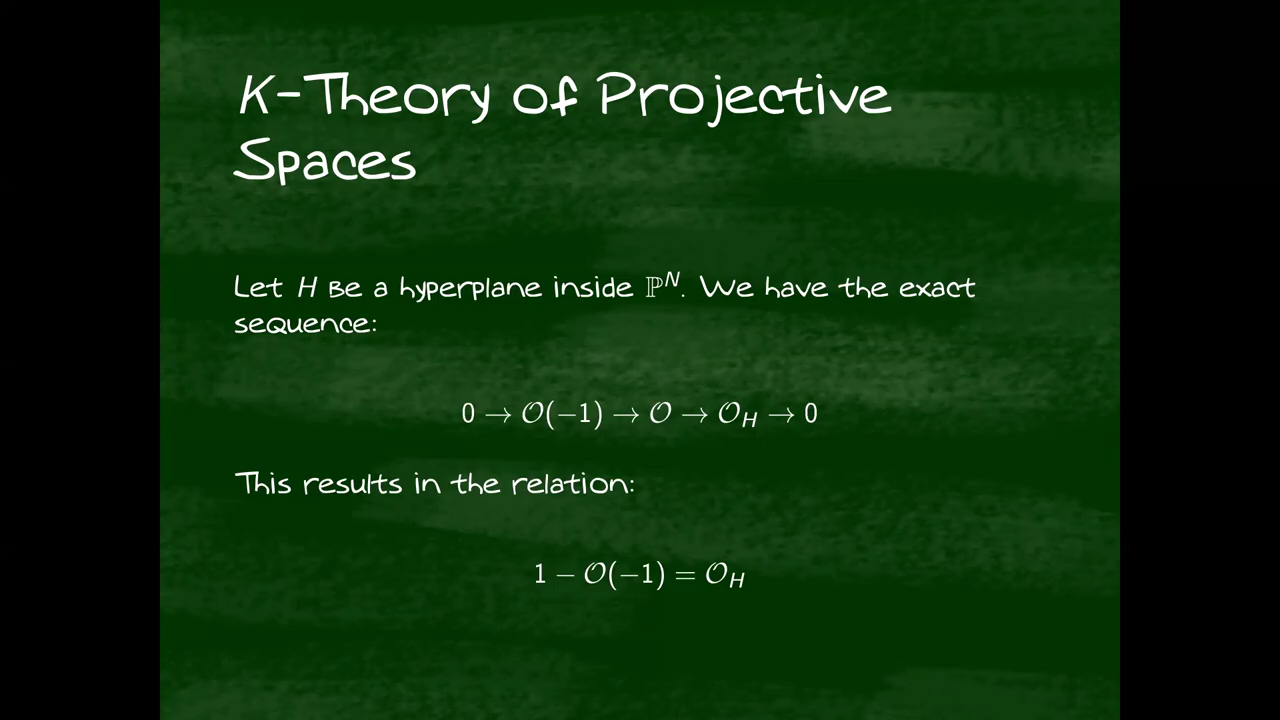 K-Theory of Projective
Spaces
Let H be a hyperplane inside ℙᴺ. We have the exact
sequence:
0 → 𝒪(−1) → 𝒪 → 𝒪_H → 0
This results in the relation:
1 − 𝒪(−1) = 𝒪_H